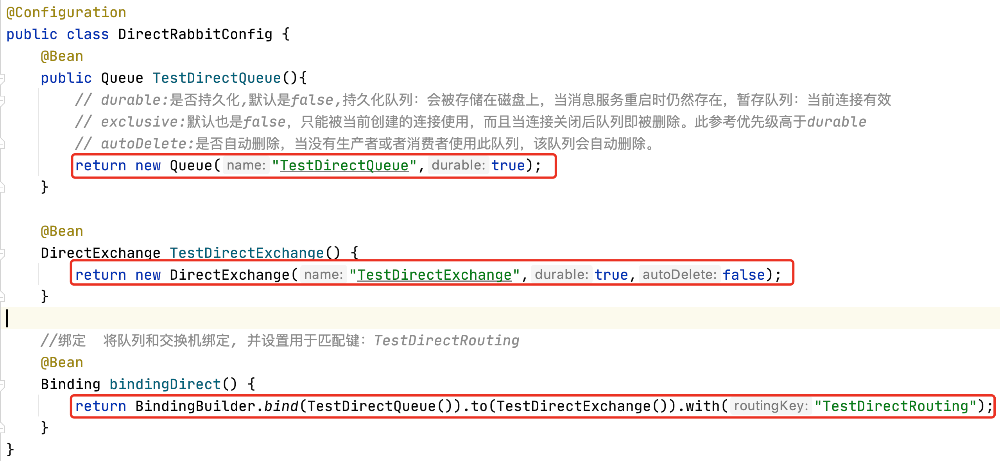 @Configuration
public class DirectRabbitConfig {
@Bean
public Queue TestDirectQueue(){
// durable:是否持久化,默认是false,持久化队列：会被存储在磁盘上，当消息服务重启时仍然存在，暂存队列：当前连接有效
// exclusive:默认也是false，只能被当前创建的连接使用，而且当连接关闭后队列即被删除。此参考优先级高于durable
// autoDelete:是否自动删除，当没有生产者或者消费者使用此队列，该队列会自动删除。
return new Queue( name: "TestDirectQueue", durable: true);
}
@Bean
DirectExchange TestDirectExchange() {
return new DirectExchange( name: "TestDirectExchange", durable: true, autoDelete: false);
}
//绑定  将队列和交换机绑定, 并设置用于匹配键：TestDirectRouting
@Bean
Binding bindingDirect() {
return BindingBuilder.bind(TestDirectQueue()).to(TestDirectExchange()).with( routingKey: "TestDirectRouting");
}
}